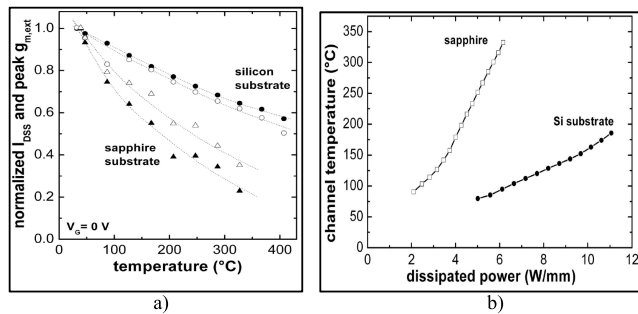 normalized I_DSS and peak g_m,ext
1.0
0.8
0.6
0.4
0.2
0.0
silicon
substrate
sapphire
substrate
V_G= 0 V
0 100 200 300 400
temperature (°C)
a)
channel temperature (°C)
350
300
250
200
150
100
50
0
sapphire
Si substrate
0 2 4 6 8 10 12
dissipated power (W/mm)
b)